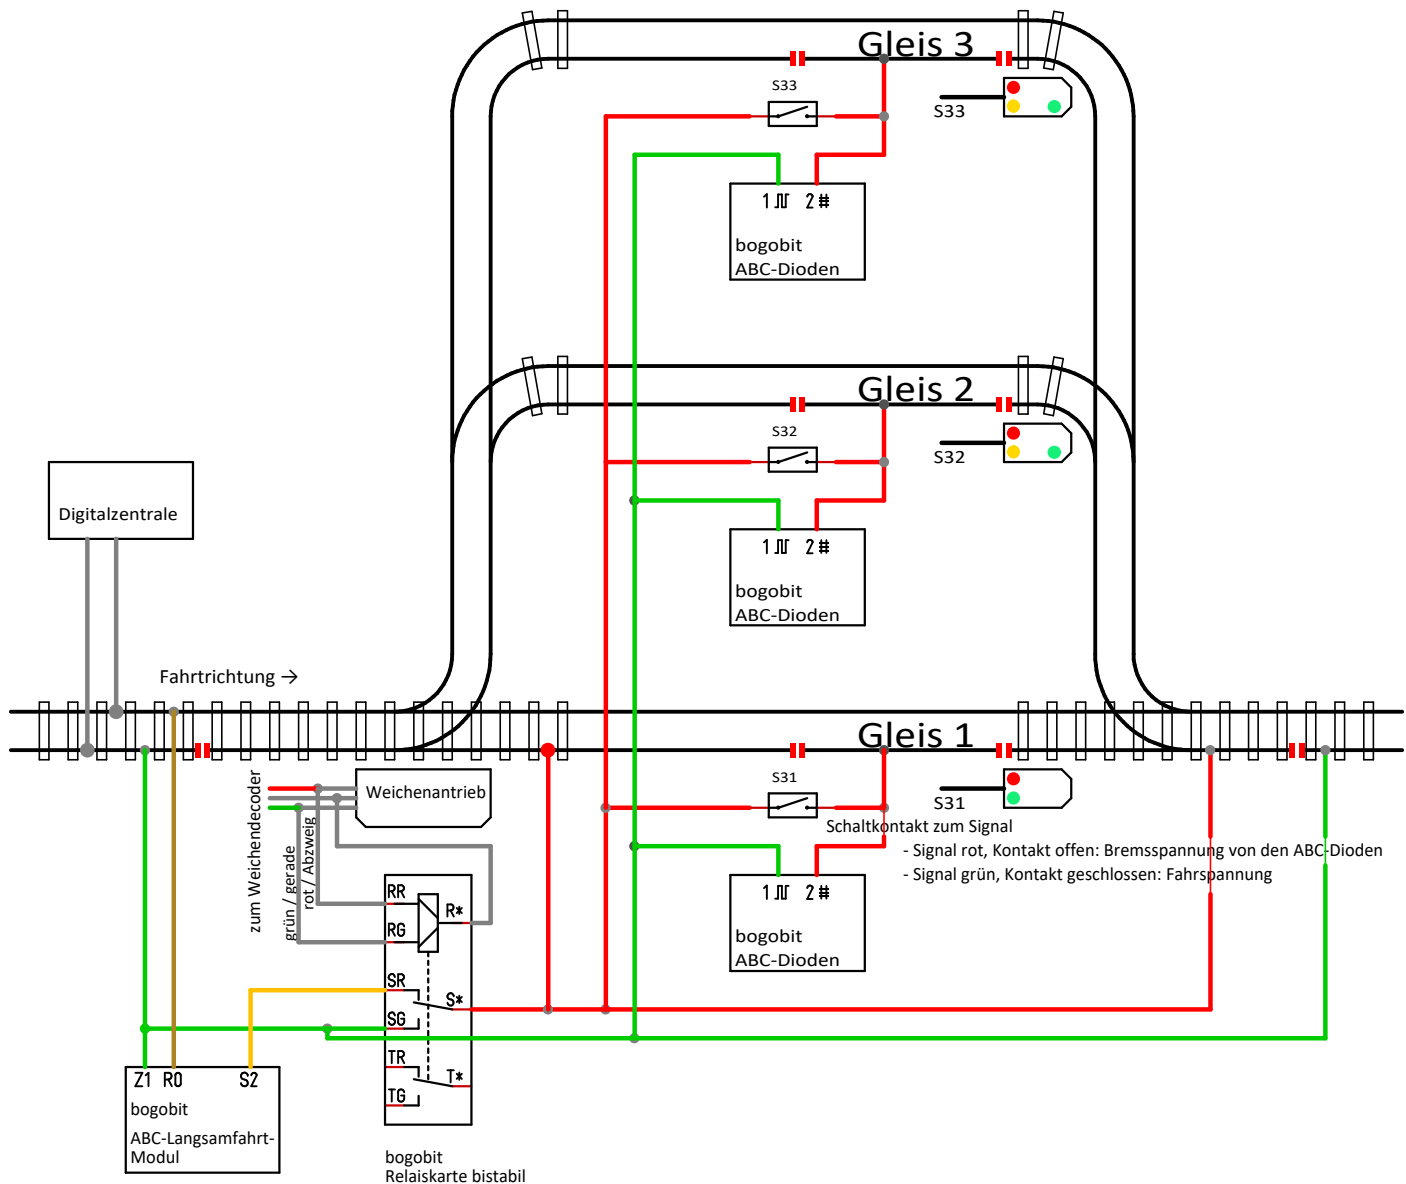 Gleis 3
S33
S33
1 2 #
bogobit
ABC-Dioden
Gleis 2
S32
S32
1 2 #
bogobit
ABC-Dioden
Digitalzentrale
Fahrtrichtung →
Gleis 1
S31
S31
Schaltkontakt zum Signal
- Signal rot, Kontakt offen: Bremsspannung von den ABC-Dioden
- Signal grün, Kontakt geschlossen: Fahrspannung
1 2 #
bogobit
ABC-Dioden
Weichenantrieb
zum Weichendecoder
grün / gerade
rot / Abzweig
RR
R*
RG
SR
S*
SG
TR
T*
TG
Z1 R0 S2
bogobit
ABC-Langsamfahrt-
Modul
bogobit
Relaiskarte bistabil